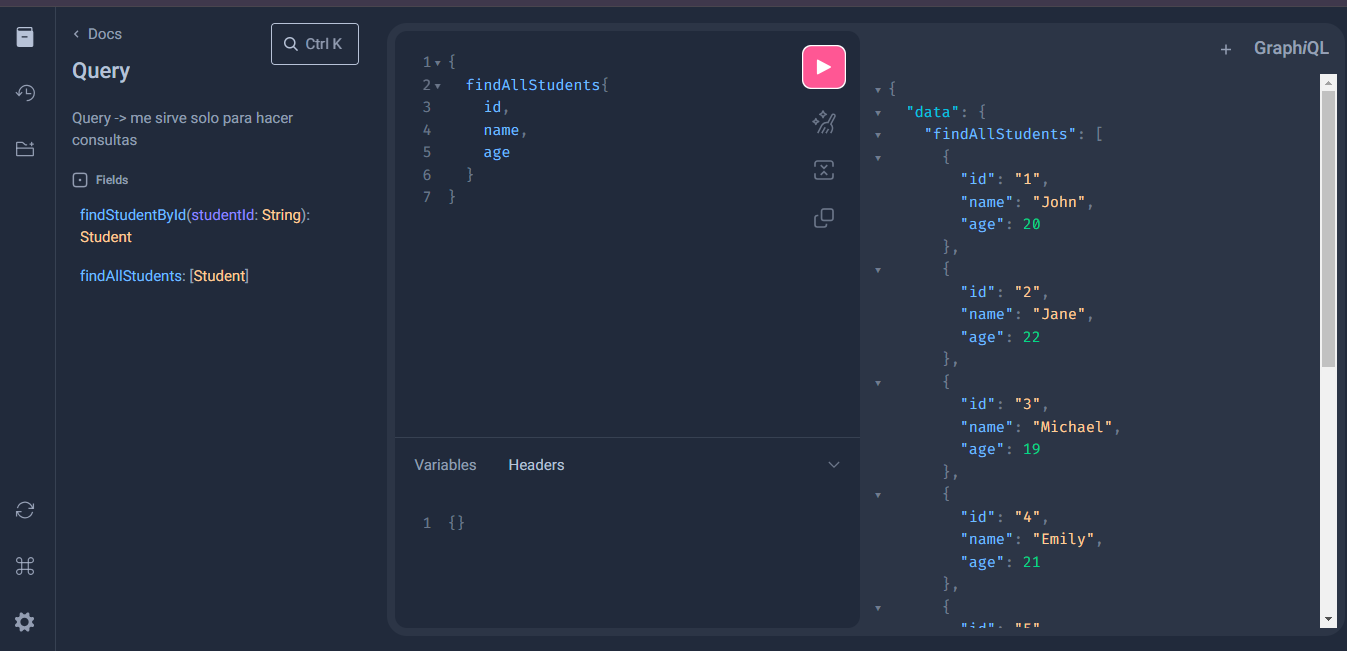 Docs
Ctrl K
Query
Query -> me sirve solo para hacer
consultas
Fields
findStudentById(studentId: String):
Student
findAllStudents: [Student]
1 {
2 findAllStudents{
3 id,
4 name,
5 age
6 }
7 }
Variables Headers
1 {}
+ GraphiQL
{
"data": {
"findAllStudents": [
{
"id": "1",
"name": "John",
"age": 20
},
{
"id": "2",
"name": "Jane",
"age": 22
},
{
"id": "3",
"name": "Michael",
"age": 19
},
{
"id": "4",
"name": "Emily",
"age": 21
},
{
"id": "5"